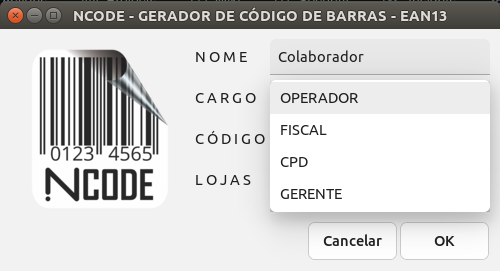 NCODE - GERADOR DE CÓDIGO DE BARRAS - EAN13
NOME
Colaborador
CARGO
OPERADOR
FISCAL
CÓDIGO
CPD
LOJAS
GERENTE
0123 4565
NCODE
Cancelar
OK